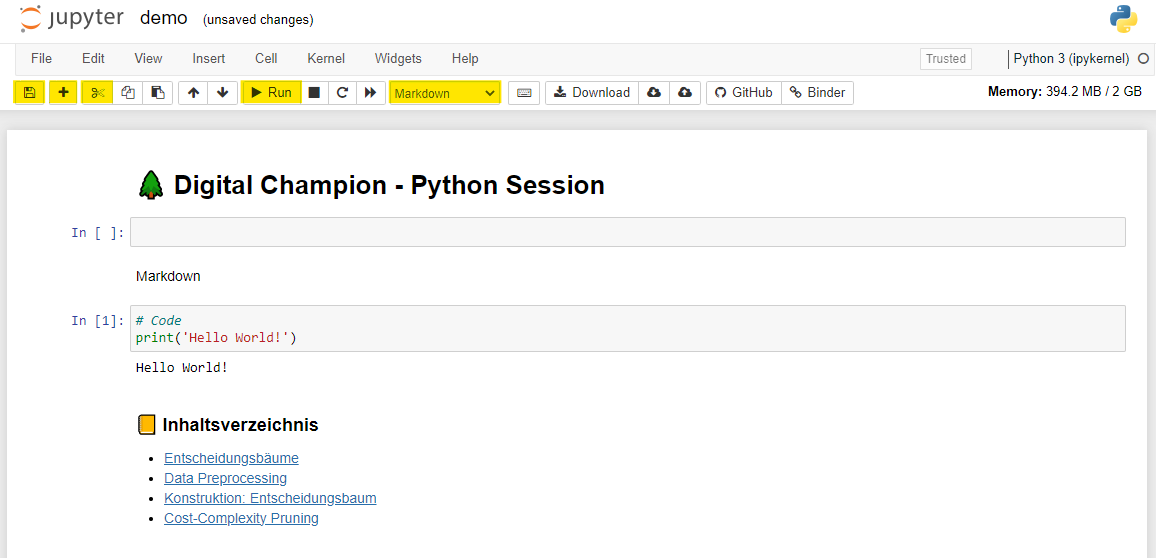 jupyter demo (unsaved changes)
File Edit View Insert Cell Kernel Widgets Help Trusted Python 3 (ipykernel)
Run Markdown Download GitHub Binder Memory: 394.2 MB / 2 GB
Digital Champion - Python Session
In [ ]:
Markdown
In [1]: # Code
print('Hello World!')
Hello World!
Inhaltsverzeichnis
Entscheidungsbäume
Data Preprocessing
Konstruktion: Entscheidungsbaum
Cost-Complexity Pruning